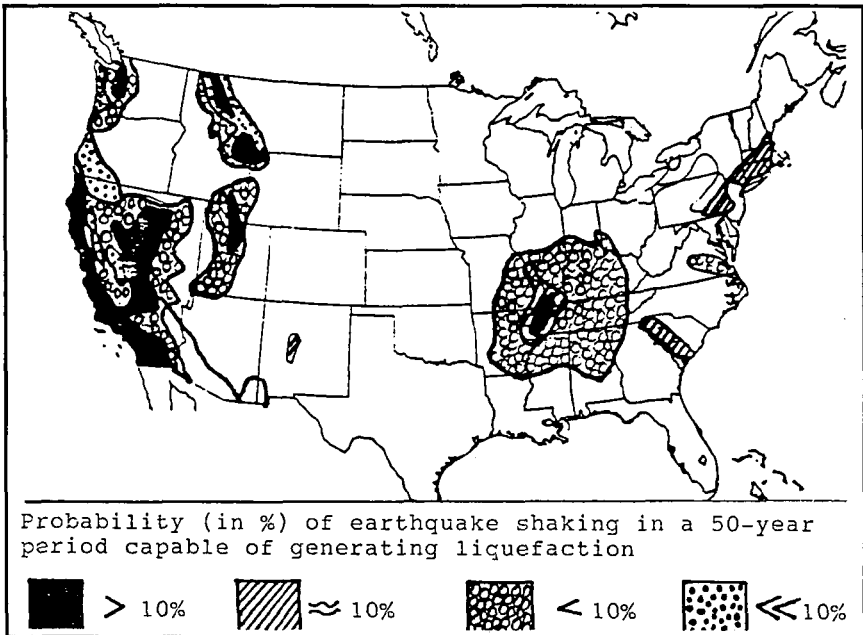 Probability (in %) of earthquake shaking in a 50-year
period capable of generating liquefaction
> 10% ≈ 10% < 10% << 10%